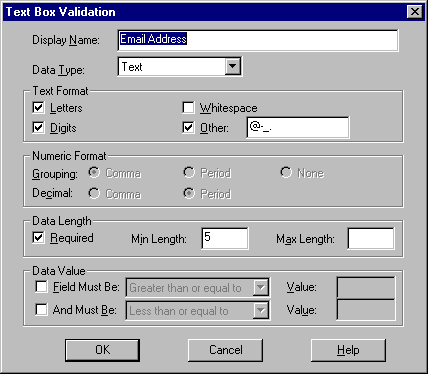 Text Box Validation
Display Name: Email Address
Data Type: Text
Text Format
Letters Whitespace
Digits Other: @-_.
Numeric Format
Grouping: Comma Period None
Decimal: Comma Period
Data Length
Required Min Length: 5 Max Length:
Data Value
Field Must Be: Greater than or equal to Value:
And Must Be: Less than or equal to Value:
OK Cancel Help